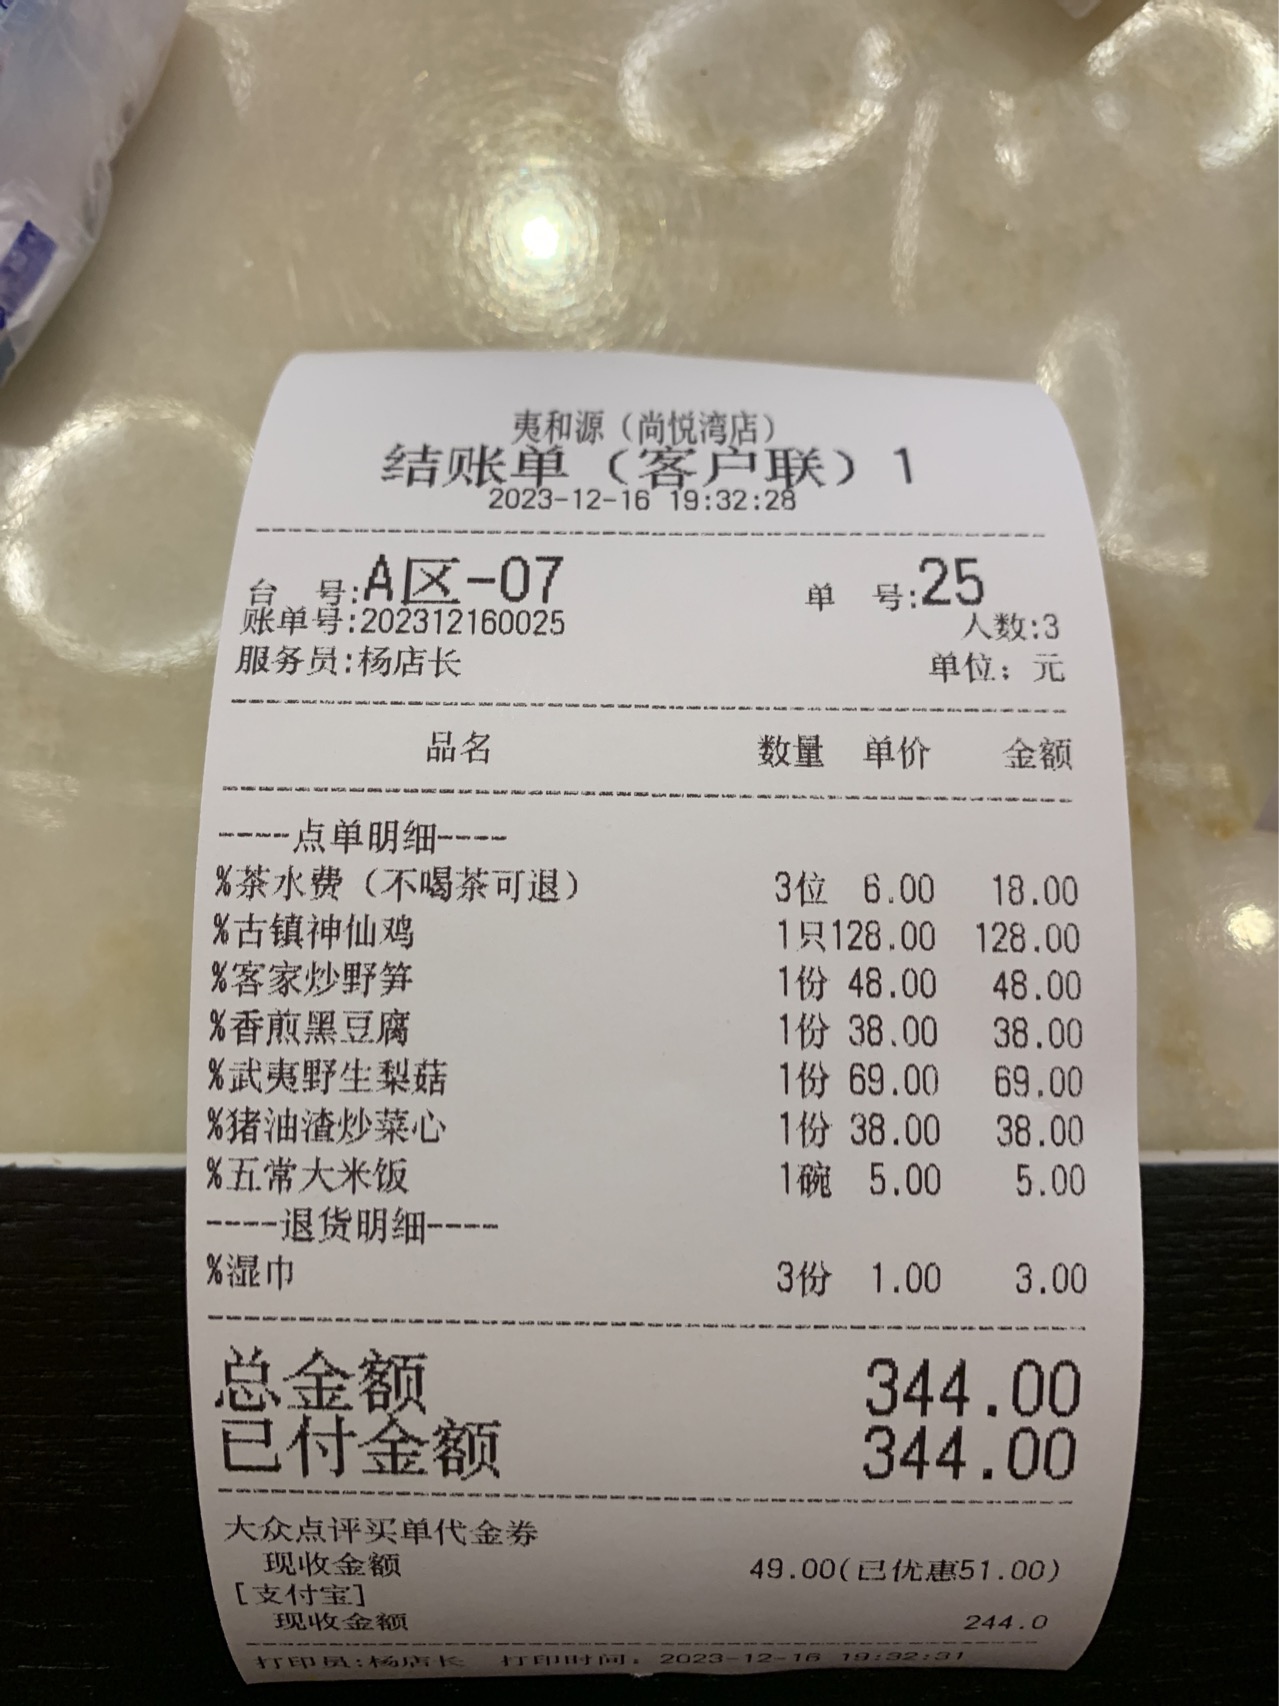 夷和源（尚悦湾店）
结账单（客户联）1
2023-12-16 19:32:28
台 号:A区-07 单 号:25
账单号:202312160025 人数:3
服务员:杨店长 单位：元
品名 数量 单价 金额
----点单明细----
%茶水费（不喝茶可退） 3位 6.00 18.00
%古镇神仙鸡 1只128.00 128.00
%客家炒野笋 1份 48.00 48.00
%香煎黑豆腐 1份 38.00 38.00
%武夷野生梨菇 1份 69.00 69.00
%猪油渣炒菜心 1份 38.00 38.00
%五常大米饭 1碗 5.00 5.00
----退货明细----
%湿巾 3份 1.00 3.00
总金额 344.00
已付金额 344.00
大众点评买单代金券
现收金额 49.00(已优惠51.00)
[支付宝]
现收金额 244.0
打印员:杨店长 打印时间: 2023-12-16 19:32:31